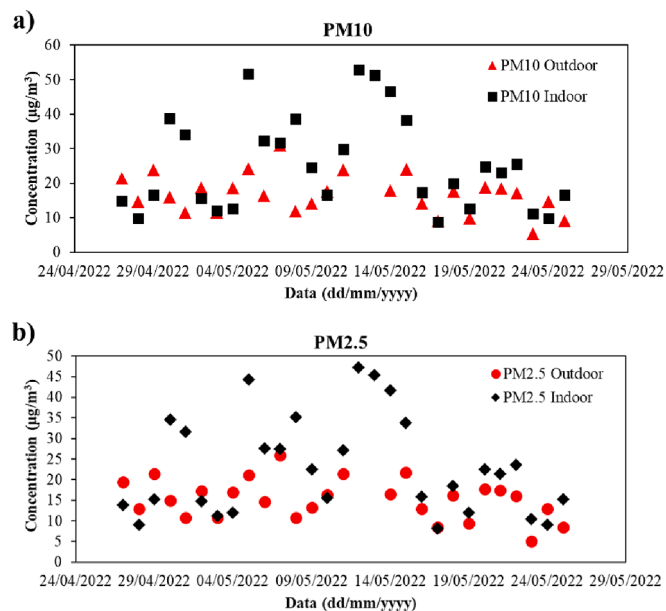 a)
PM10
60
50
40
30
20
10
0
Concentration (µg/m³)
PM10 Outdoor
PM10 Indoor
24/04/2022 29/04/2022 04/05/2022 09/05/2022 14/05/2022 19/05/2022 24/05/2022 29/05/2022
Data (dd/mm/yyyy)
b)
PM2.5
50
45
40
35
30
25
20
15
10
5
0
Concentration (µg/m³)
PM2.5 Outdoor
PM2.5 Indoor
24/04/2022 29/04/2022 04/05/2022 09/05/2022 14/05/2022 19/05/2022 24/05/2022 29/05/2022
Data (dd/mm/yyyy)